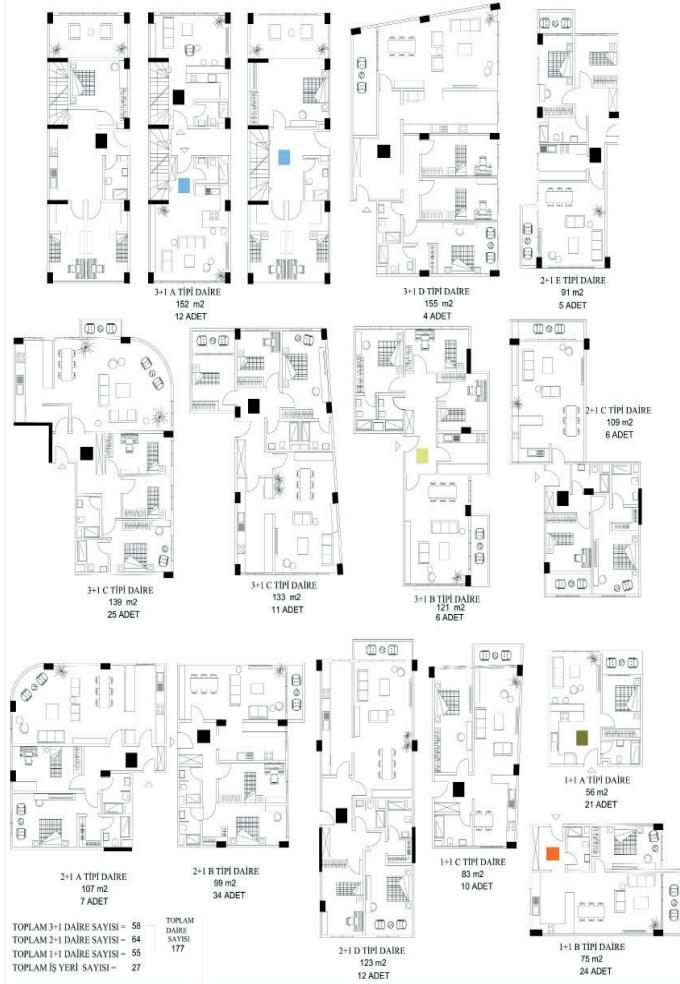 3+1 A TİPİ DAİRE
152 m2
12 ADET
3+1 D TİPİ DAİRE
155 m2
4 ADET
2+1 E TİPİ DAİRE
91 m2
5 ADET
3+1 C TİPİ DAİRE
139 m2
25 ADET
3+1 C TİPİ DAİRE
133 m2
11 ADET
3+1 B TİPİ DAİRE
121 m2
6 ADET
2+1 C TİPİ DAİRE
109 m2
6 ADET
2+1 A TİPİ DAİRE
107 m2
7 ADET
2+1 B TİPİ DAİRE
99 m2
34 ADET
2+1 D TİPİ DAİRE
123 m2
12 ADET
1+1 C TİPİ DAİRE
83 m2
10 ADET
1+1 A TİPİ DAİRE
56 m2
21 ADET
1+1 B TİPİ DAİRE
75 m2
24 ADET
TOPLAM 3+1 DAİRE SAYISI = 58
TOPLAM 2+1 DAİRE SAYISI = 64
TOPLAM 1+1 DAİRE SAYISI = 55
TOPLAM İŞ YERİ SAYISI = 27
TOPLAM
DAİRE
SAYISI
177